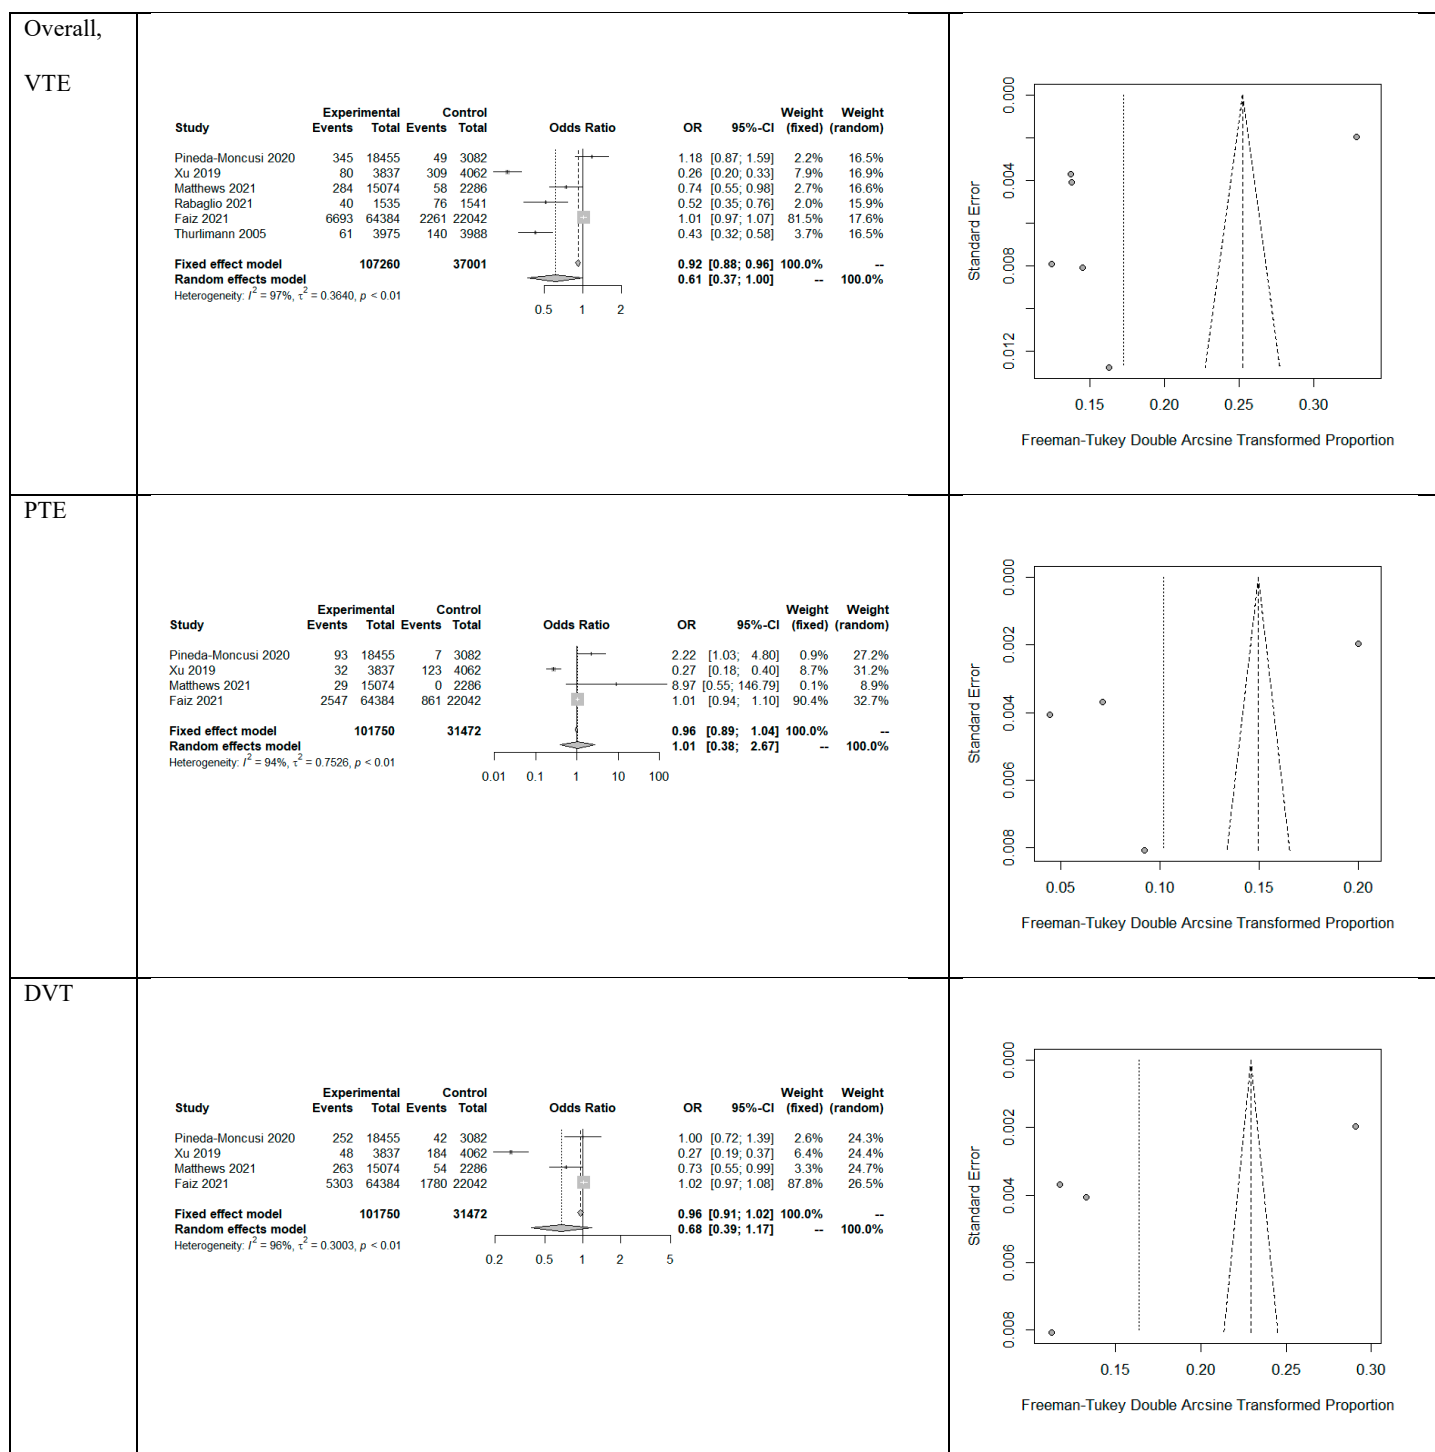 Overall,
VTE
Experimental Control Weight Weight
Study Events Total Events Total Odds Ratio OR 95%-CI (fixed) (random)
Pineda-Moncusi 2020 345 18455 49 3082 1.18 [0.87; 1.59] 2.2% 16.5%
Xu 2019 80 3837 309 4062 0.26 [0.20; 0.33] 7.9% 16.9%
Matthews 2021 284 15074 58 2286 0.74 [0.55; 0.98] 2.7% 16.6%
Rabaglio 2021 40 1535 76 1541 0.52 [0.35; 0.76] 2.0% 15.9%
Faiz 2021 6693 64384 2261 22042 1.01 [0.97; 1.07] 81.5% 17.6%
Thurlimann 2005 61 3975 140 3988 0.43 [0.32; 0.58] 3.7% 16.5%
Fixed effect model 107260 37001 0.92 [0.88; 0.96] 100.0% --
Random effects model 0.61 [0.37; 1.00] -- 100.0%
Heterogeneity: I² = 97%, τ² = 0.3640, p < 0.01
0.5 1 2
Standard Error
0.000
0.004
0.008
0.012
0.15 0.20 0.25 0.30
Freeman-Tukey Double Arcsine Transformed Proportion
PTE
Experimental Control Weight Weight
Study Events Total Events Total Odds Ratio OR 95%-CI (fixed) (random)
Pineda-Moncusi 2020 93 18455 7 3082 2.22 [1.03; 4.80] 0.9% 27.2%
Xu 2019 32 3837 123 4062 0.27 [0.18; 0.40] 8.7% 31.2%
Matthews 2021 29 15074 0 2286 8.97 [0.55; 146.79] 0.1% 8.9%
Faiz 2021 2547 64384 861 22042 1.01 [0.94; 1.10] 90.4% 32.7%
Fixed effect model 101750 31472 0.96 [0.89; 1.04] 100.0% --
Random effects model 1.01 [0.38; 2.67] -- 100.0%
Heterogeneity: I² = 94%, τ² = 0.7526, p < 0.01
0.01 0.1 1 10 100
Standard Error
0.000
0.002
0.004
0.006
0.008
0.05 0.10 0.15 0.20
Freeman-Tukey Double Arcsine Transformed Proportion
DVT
Experimental Control Weight Weight
Study Events Total Events Total Odds Ratio OR 95%-CI (fixed) (random)
Pineda-Moncusi 2020 252 18455 42 3082 1.00 [0.72; 1.39] 2.6% 24.3%
Xu 2019 48 3837 184 4062 0.27 [0.19; 0.37] 6.4% 24.4%
Matthews 2021 263 15074 54 2286 0.73 [0.55; 0.99] 3.3% 24.7%
Faiz 2021 5303 64384 1780 22042 1.02 [0.97; 1.08] 87.8% 26.5%
Fixed effect model 101750 31472 0.96 [0.91; 1.02] 100.0% --
Random effects model 0.68 [0.39; 1.17] -- 100.0%
Heterogeneity: I² = 96%, τ² = 0.3003, p < 0.01
0.2 0.5 1 2 5
Standard Error
0.000
0.002
0.004
0.006
0.008
0.15 0.20 0.25 0.30
Freeman-Tukey Double Arcsine Transformed Proportion